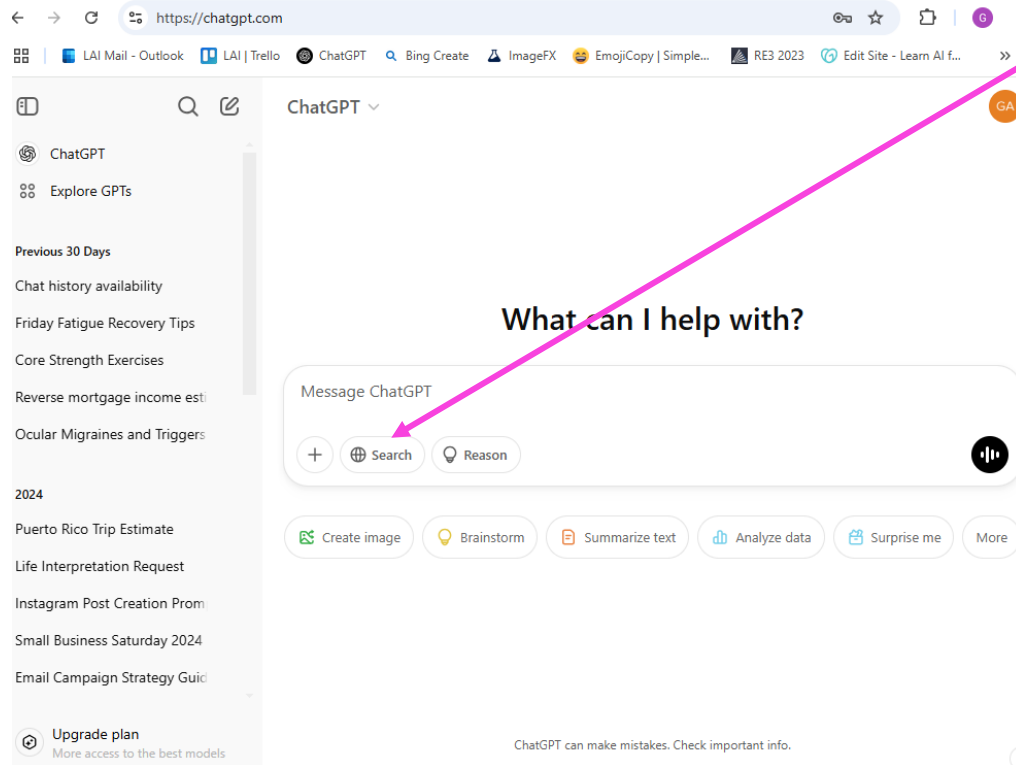 https://chatgpt.com
G
LAI Mail - Outlook
LAI | Trello
ChatGPT
Bing Create
ImageFX
EmojiCopy | Simple...
RE3 2023
Edit Site - Learn AI f...
»
ChatGPT
GA
ChatGPT
Explore GPTs
Previous 30 Days
Chat history availability
Friday Fatigue Recovery Tips
Core Strength Exercises
Reverse mortgage income esti
Ocular Migraines and Triggers
2024
Puerto Rico Trip Estimate
Life Interpretation Request
Instagram Post Creation Prom
Small Business Saturday 2024
Email Campaign Strategy Guid
Upgrade plan
More access to the best models
What can I help with?
Message ChatGPT
Search
Reason
Create image
Brainstorm
Summarize text
Analyze data
Surprise me
More
ChatGPT can make mistakes. Check important info.